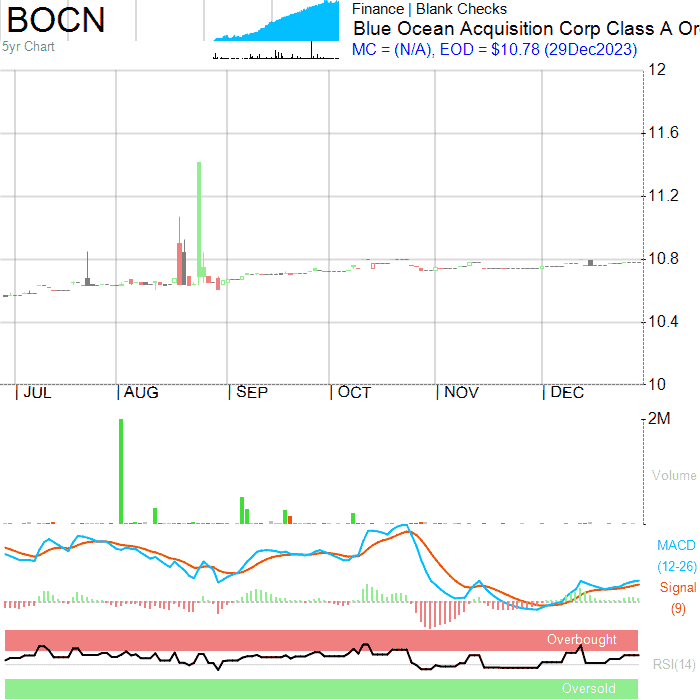 BOCN
5yr Chart
Finance | Blank Checks
Blue Ocean Acquisition Corp Class A Or
MC = (N/A), EOD = $10.78 (29Dec2023)
12
11.6
11.2
10.8
10.4
10
| JUL | AUG | SEP | OCT | NOV | DEC
2M
Volume
MACD
(12-26)
Signal
(9)
Overbought
RSI(14)
Oversold